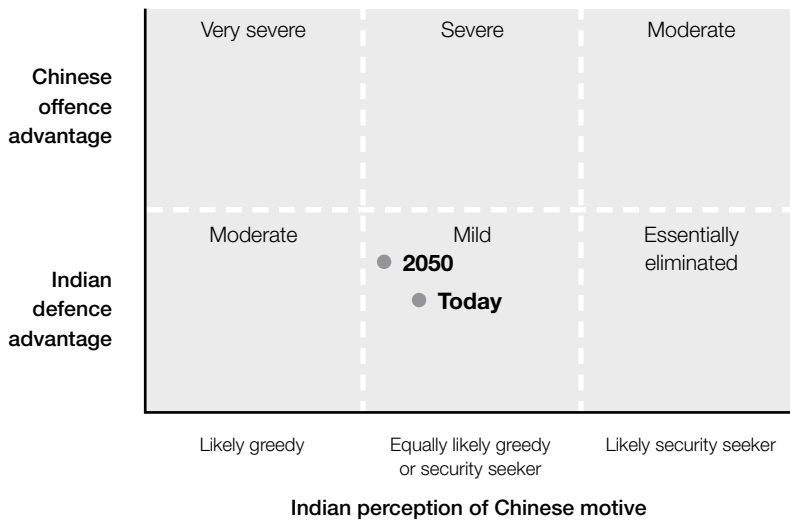 Very severe
Severe
Moderate
Chinese
offence
advantage
Moderate
Mild
Essentially
eliminated
2050
Today
Indian
defence
advantage
Likely greedy
Equally likely greedy
or security seeker
Likely security seeker
Indian perception of Chinese motive